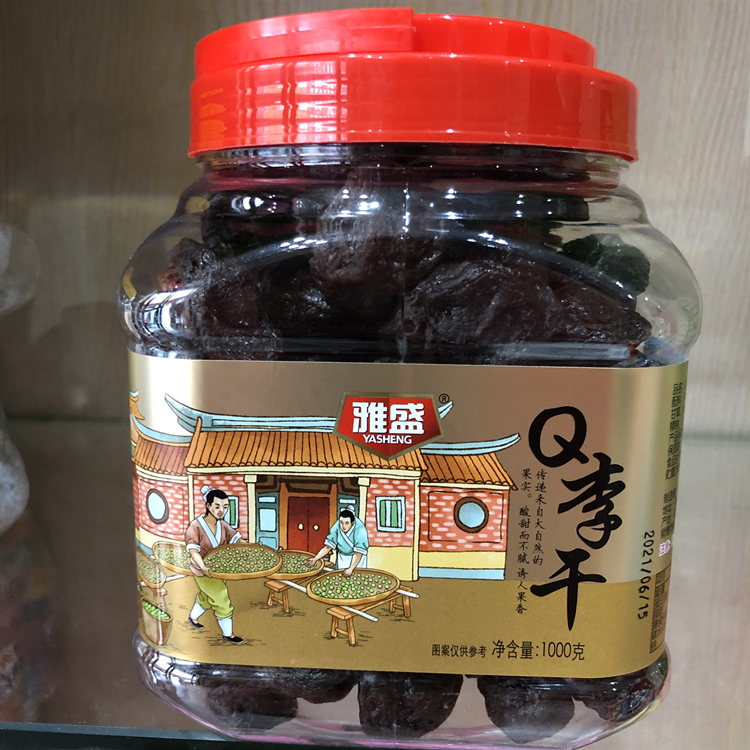 雅盛®
YASHENG
Q李干
传递来自大自然的
果实。酸甜而不腻 诱人果香
图案仅供参考 净含量:1000克
2021/06/15